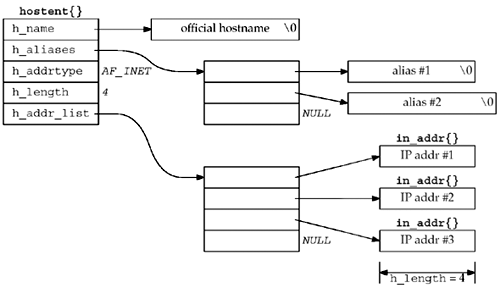 hostent{}
h_name
official hostname \0
h_aliases
h_addrtype AF_INET
alias #1 \0
h_length 4
alias #2 \0
h_addr_list
NULL
in_addr{}
IP addr #1
in_addr{}
IP addr #2
in_addr{}
IP addr #3
NULL
h_length = 4